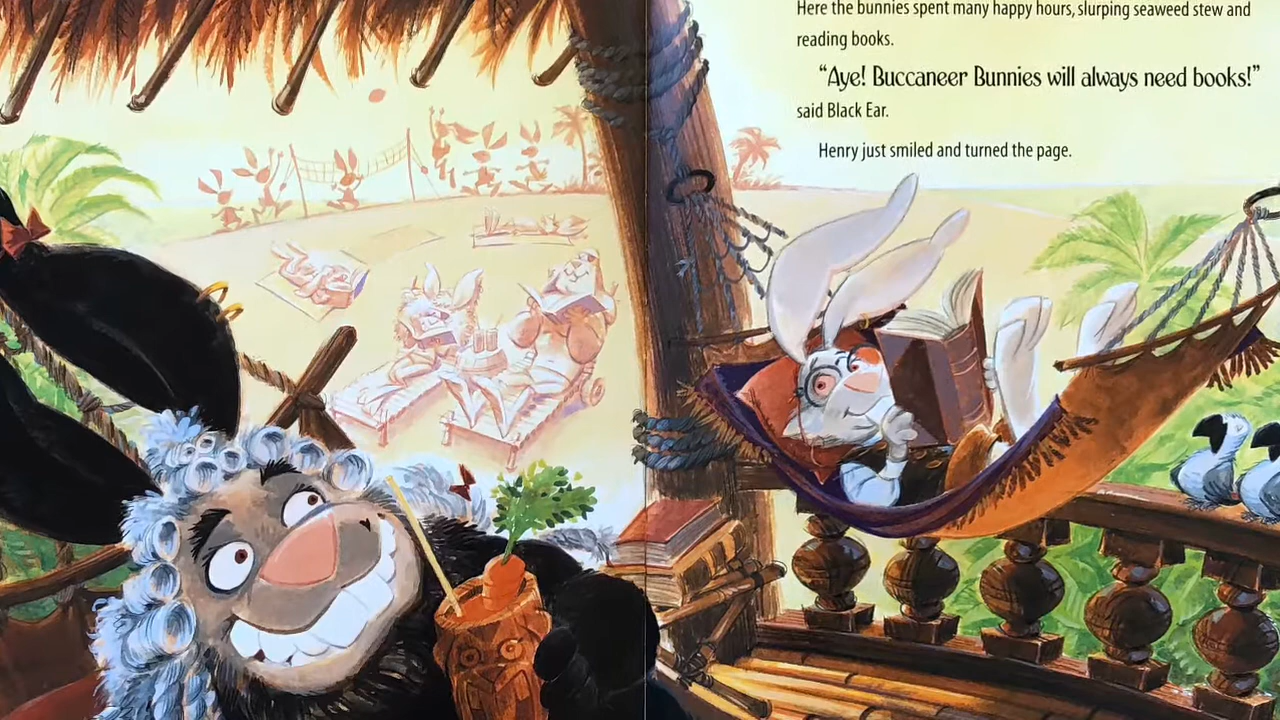 Here the bunnies spent many happy hours, slurping seaweed stew and
reading books.
“Aye! Buccaneer Bunnies will always need books!”
said Black Ear.
Henry just smiled and turned the page.